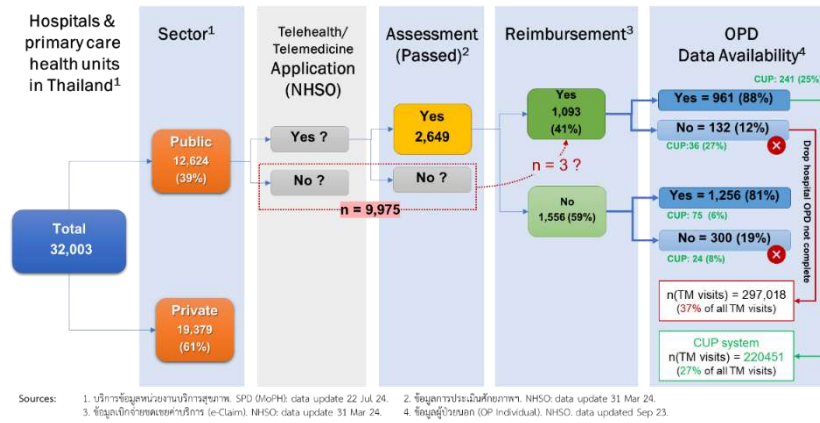 Hospitals &
primary care
health units
in Thailand1
Sector1
Telehealth/
Telemedicine
Application
(NHSO)
Assessment
(Passed)2
Reimbursement3
OPD
Data Availability4
CUP: 241 (25%)
Total
32,003
Public
12,624
(39%)
Private
19,379
(61%)
Yes ?
No ?
n = 9,975
Yes
2,649
No ?
n = 3 ?
Yes
1,093
(41%)
No
1,556 (59%)
Yes = 961 (88%)
No = 132 (12%)
CUP:36 (27%)
Yes = 1,256 (81%)
CUP: 75 (6%)
No = 300 (19%)
CUP: 24 (8%)
Drop hospital OPD not complete
n(TM visits) = 297,018
(37% of all TM visits)
CUP system
n(TM visits) = 220451
(27% of all TM visits)
Sources: 1. บริการข้อมูลหน่วยงานบริการสุขภาพ. SPD (MoPH): data update 22 Jul 24. 2. ข้อมูลการประเมินศักยภาพฯ. NHSO: data update 31 Mar 24.
3. ข้อมูลเบิกจ่ายชดเชยค่าบริการ (e-Claim). NHSO: data update 31 Mar 24. 4. ข้อมูลผู้ป่วยนอก (OP Individual). NHSO. data updated Sep 23.